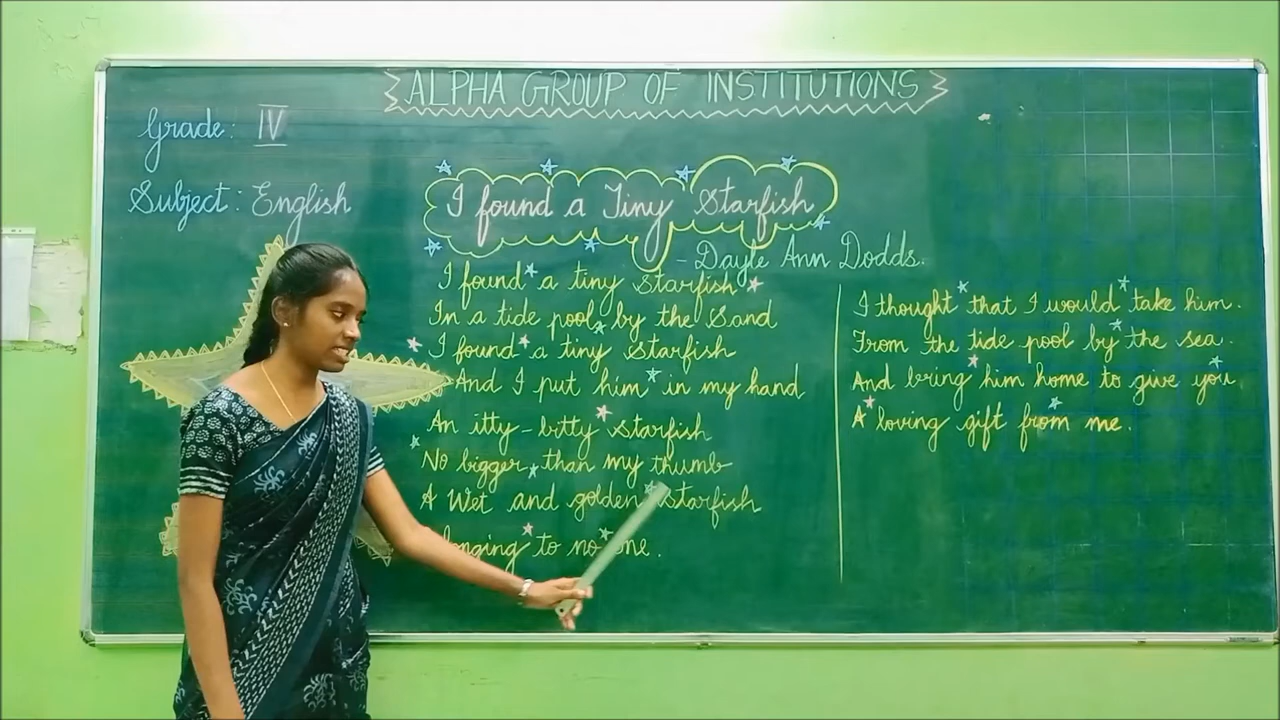 ALPHA GROUP OF INSTITUTIONS
Grade: IV
Subject: English
I found a Tiny Starfish
- Dayle Ann Dodds.
I found a tiny starfish
In a tide pool by the Sand
I found a tiny starfish
And I put him in my hand
An itty-bitty starfish
No bigger than my thumb
A Wet and golden starfish
to no one.
I thought that I would take him.
From the tide pool by the sea.
And bring him home to give you,
A loving gift from me.